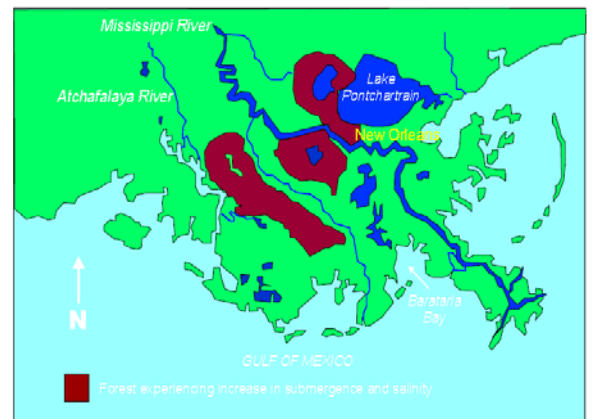 Mississippi River
Lake
Pontchartrain
Atchafalaya River
New Orleans
Bararana
Bay
N
GULF OF MEXICO
Forest experiencing increase in submergence and salinity